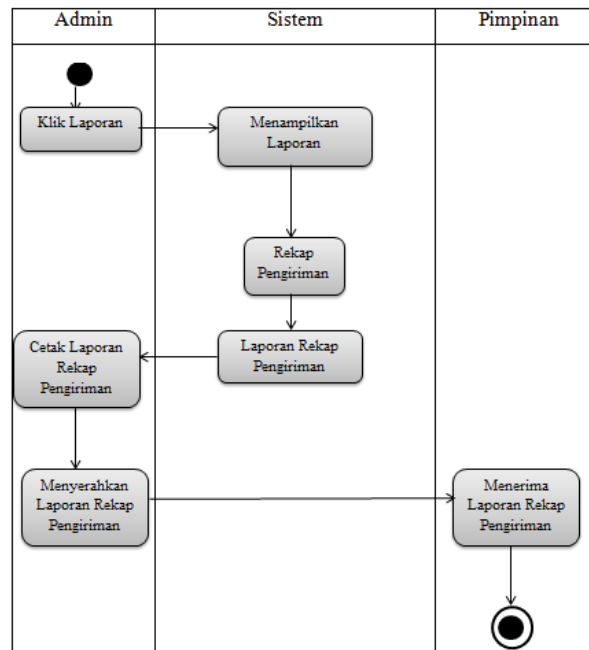 Admin
Sistem
Pimpinan
Klik Laporan
Menampilkan
Laporan
Rekap
Pengiriman
Laporan Rekap
Pengiriman
Cetak Laporan
Rekap
Pengiriman
Menyerahkan
Laporan Rekap
Pengiriman
Menerima
Laporan Rekap
Pengiriman